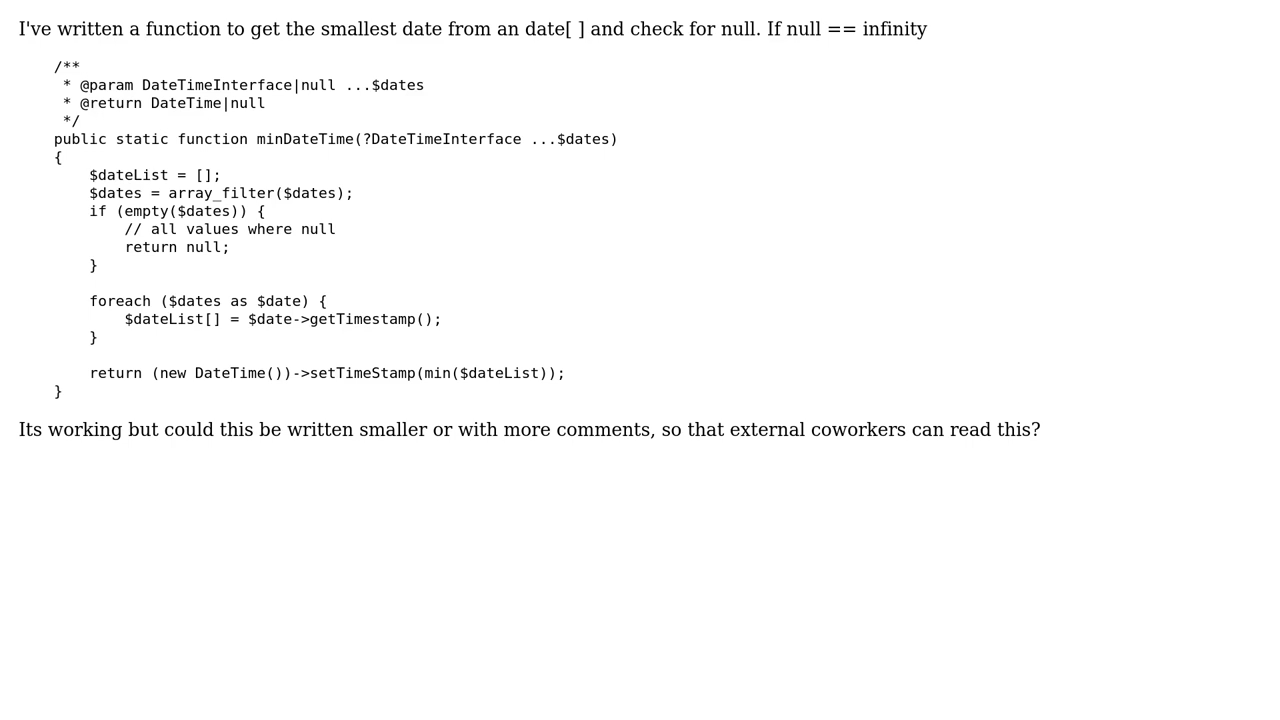 I've written a function to get the smallest date from an date[ ] and check for null. If null == infinity
/**
 * @param DateTimeInterface|null ...$dates
 * @return DateTime|null
 */
public static function minDateTime(?DateTimeInterface ...$dates)
{
    $dateList = [];
    $dates = array_filter($dates);
    if (empty($dates)) {
        // all values where null
        return null;
    }

    foreach ($dates as $date) {
        $dateList[] = $date->getTimestamp();
    }

    return (new DateTime())->setTimeStamp(min($dateList));
}
Its working but could this be written smaller or with more comments, so that external coworkers can read this?